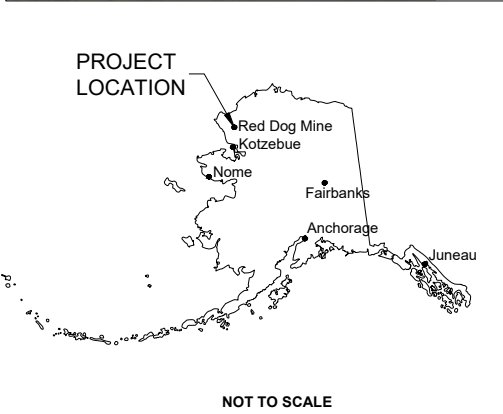 PROJECT
LOCATION
Red Dog Mine
Kotzebue
Nome
Fairbanks
Anchorage
Juneau
NOT TO SCALE